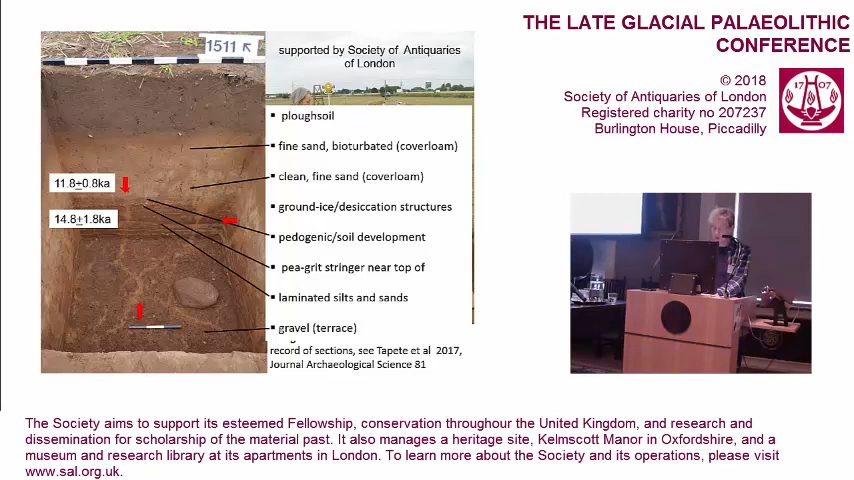 THE LATE GLACIAL PALAEOLITHIC
CONFERENCE
© 2018
Society of Antiquaries of London
Registered charity no 207237
Burlington House, Piccadilly
17 07
1511
supported by Society of Antiquaries
of London
▪ ploughsoil
▪ fine sand, bioturbated (coverloam)
▪ clean, fine sand (coverloam)
▪ ground-ice/desiccation structures
▪ pedogenic/soil development
▪ pea-grit stringer near top of
▪ laminated silts and sands
▪ gravel (terrace)
record of sections, see Tapete et al 2017,
Journal Archaeological Science 81
11.8±0.8ka
14.8±1.8ka
The Society aims to support its esteemed Fellowship, conservation throughour the United Kingdom, and research and
dissemination for scholarship of the material past. It also manages a heritage site, Kelmscott Manor in Oxfordshire, and a
museum and research library at its apartments in London. To learn more about the Society and its operations, please visit
www.sal.org.uk.